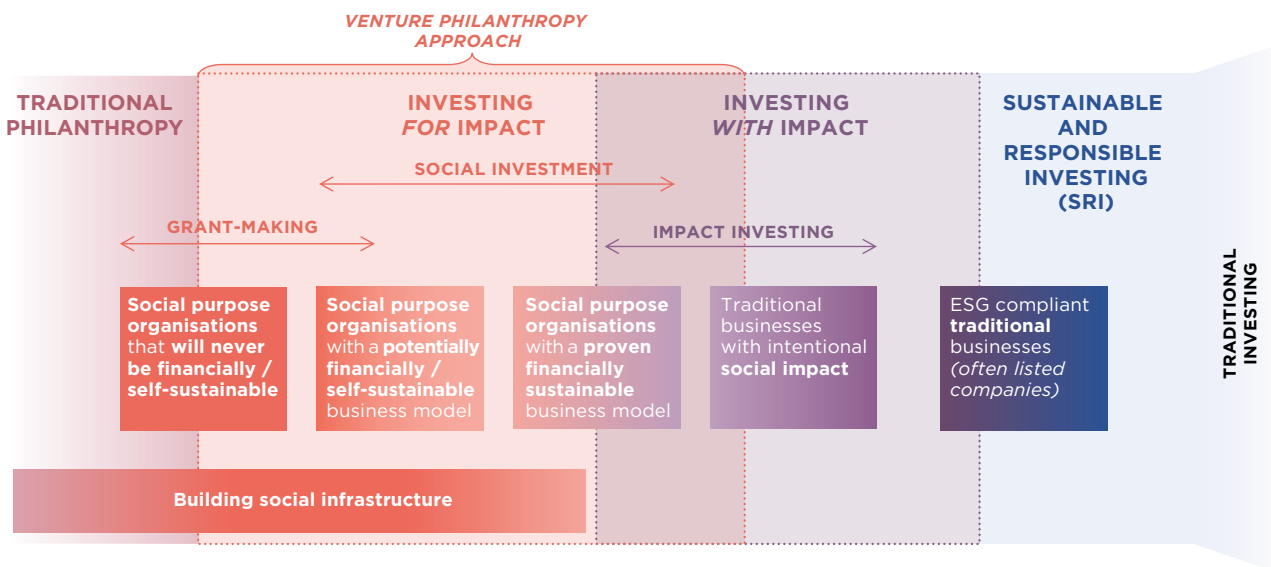 VENTURE PHILANTHROPY
APPROACH
TRADITIONAL
PHILANTHROPY
INVESTING
FOR IMPACT
INVESTING
WITH IMPACT
SUSTAINABLE
AND
RESPONSIBLE
INVESTING
(SRI)
SOCIAL INVESTMENT
GRANT-MAKING
IMPACT INVESTING
Social purpose
organisations
that will never
be financially /
self-sustainable
Social purpose
organisations
with a potentially
financially /
self-sustainable
business model
Social purpose
organisations
with a proven
financially
sustainable
business model
Traditional
businesses
with intentional
social impact
ESG compliant
traditional
businesses
(often listed
companies)
TRADITIONAL
INVESTING
Building social infrastructure